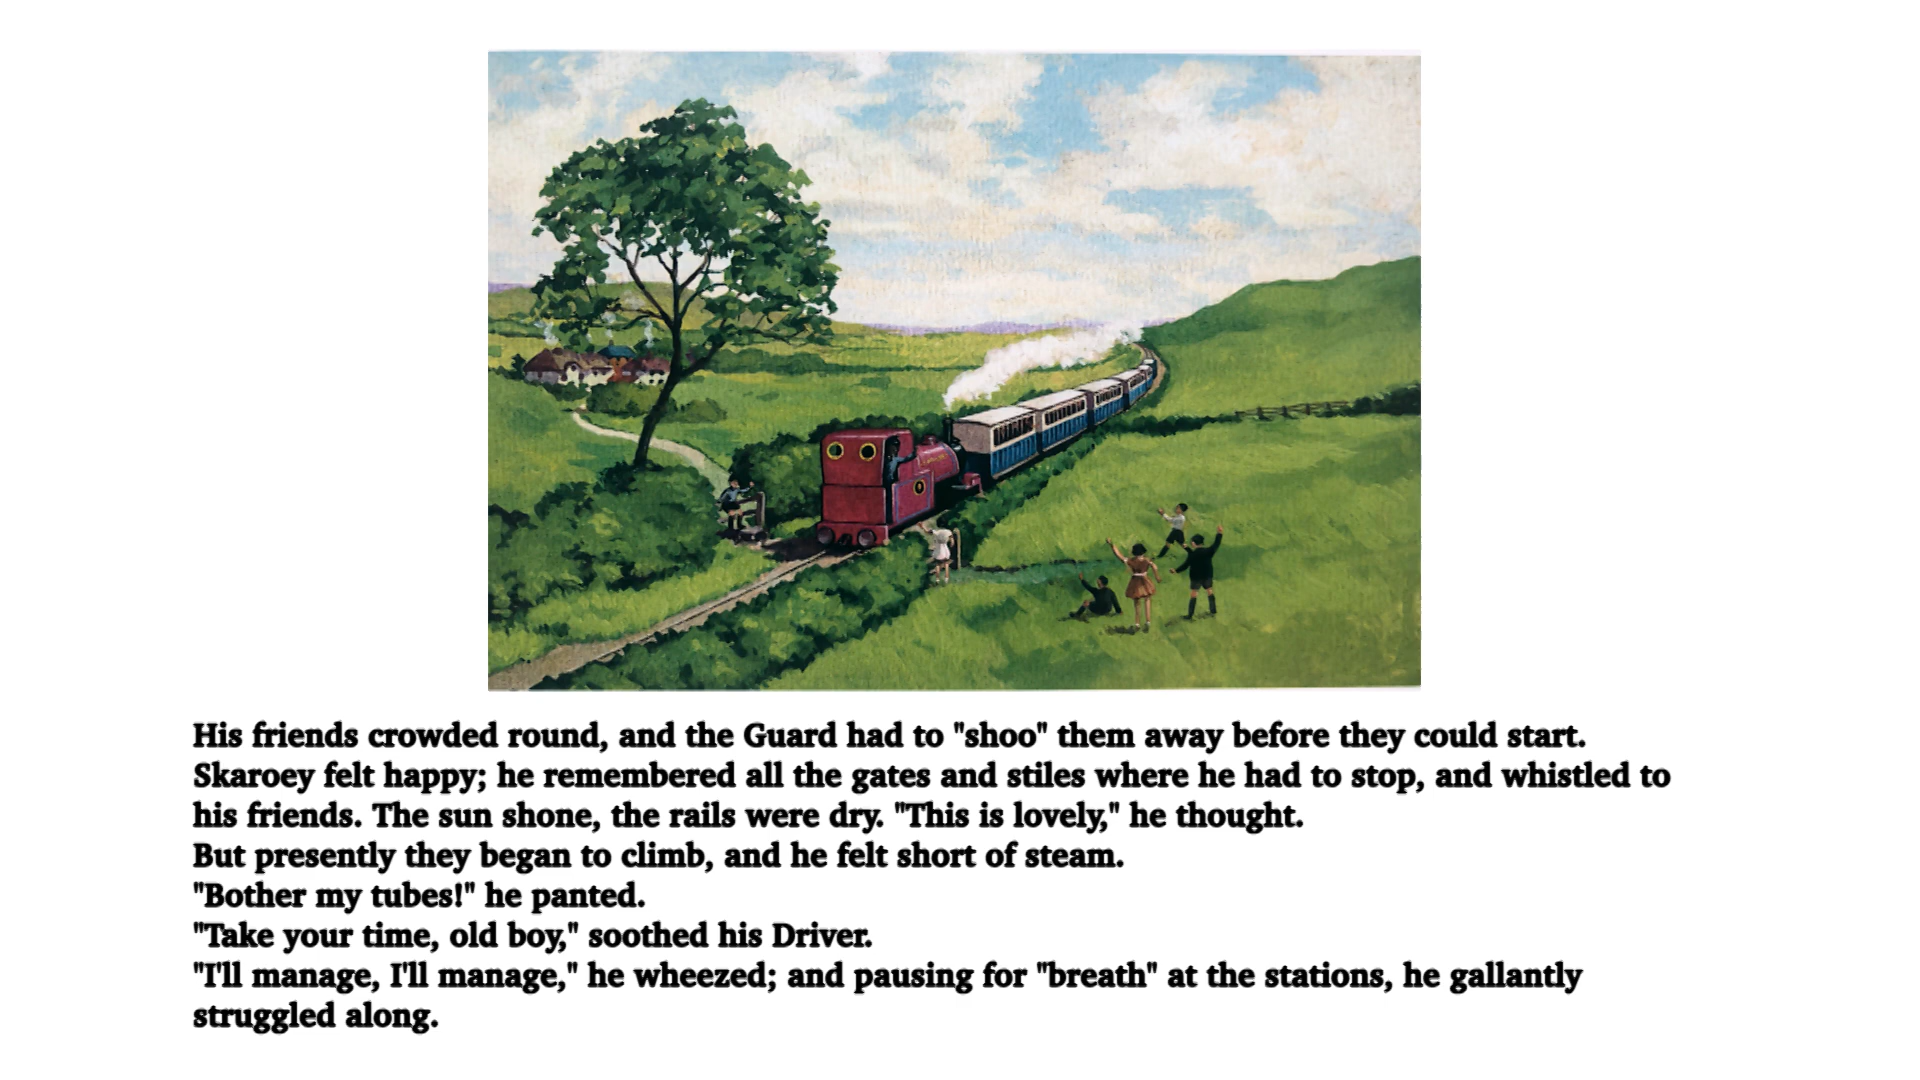 His friends crowded round, and the Guard had to "shoo" them away before they could start.
Skaroey felt happy; he remembered all the gates and stiles where he had to stop, and whistled to
his friends. The sun shone, the rails were dry. "This is lovely," he thought.
But presently they began to climb, and he felt short of steam.
"Bother my tubes!" he panted.
"Take your time, old boy," soothed his Driver.
"I'll manage, I'll manage," he wheezed; and pausing for "breath" at the stations, he gallantly
struggled along.